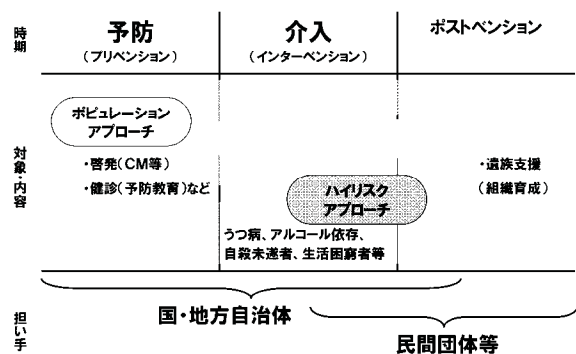 時期
予防
(プリベンション)
介入
(インターベンション)
ポストベンション
対象・内容
ポピュレーション
アプローチ
・啓発(CM等)
・健診(予防教育)など
ハイリスク
アプローチ
うつ病、アルコール依存、
自殺未遂者、生活困窮者等
・遺族支援
(組織育成)
担い手
国・地方自治体
民間団体等